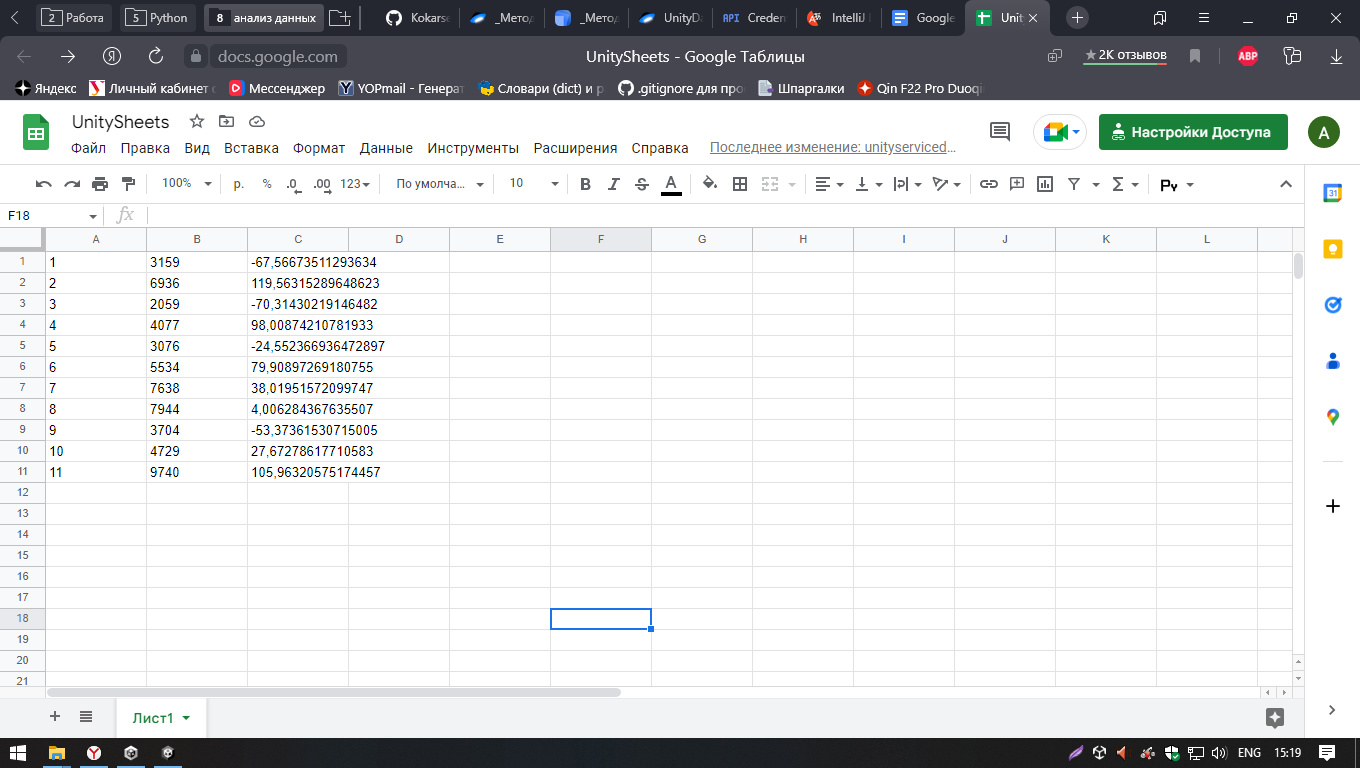 2 Работа 5 Python 8 анализ данных Kokarse _Метод _Метод UnityDa API Creden IntelliJ Google Unit
docs.google.com UnitySheets - Google Таблицы ★2К отзывов ABP
Яндекс Личный кабинет Мессенджер YOPmail - Генерат Словари (dict) и р .gitignore для про Шпаргалки Qin F22 Pro Duoqi
UnitySheets
Файл Правка Вид Вставка Формат Данные Инструменты Расширения Справка Последнее изменение: unityserviced… Настройки Доступа A
100% р. % .0 .00 123 По умолча... 10 B I S A Σ Ру
F18 fx
A B C D E F G H I J K L
1 1 3159 -67,56673511293634
2 2 6936 119,56315289648623
3 3 2059 -70,31430219146482
4 4 4077 98,00874210781933
5 5 3076 -24,552366936472897
6 6 5534 79,90897269180755
7 7 7638 38,01951572099747
8 8 7944 4,006284367635507
9 9 3704 -53,37361530715005
10 10 4729 27,67278617710583
11 11 9740 105,96320575174457
12
13
14
15
16
17
18
19
20
21
31
+ Лист1
ENG 15:19